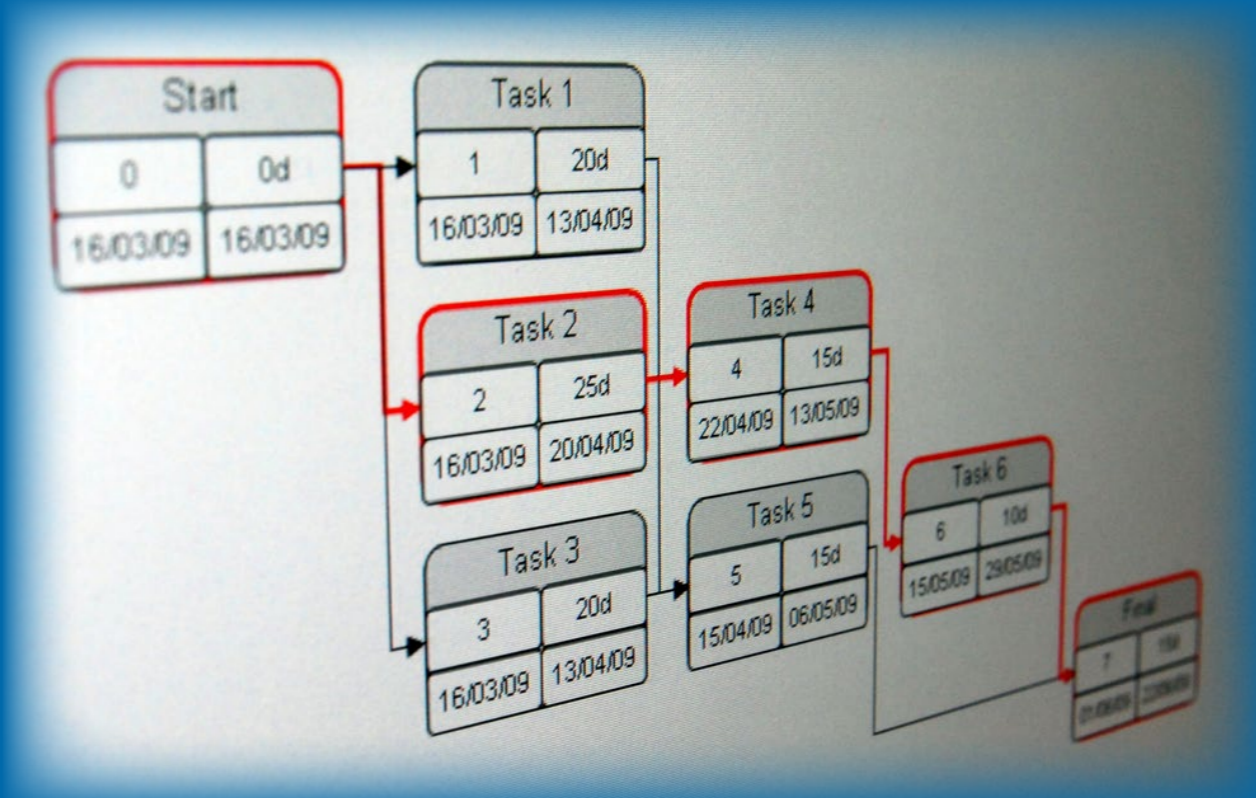 Start
0 0d
16/03/09 16/03/09
Task 1
1 20d
16/03/09 13/04/09
Task 2
2 25d
16/03/09 20/04/09
Task 3
3 20d
16/03/09 13/04/09
Task 4
4 15d
22/04/09 13/05/09
Task 5
5 15d
15/04/09 06/05/09
Task 6
6 10d
15/05/09 29/05/09
Final
7